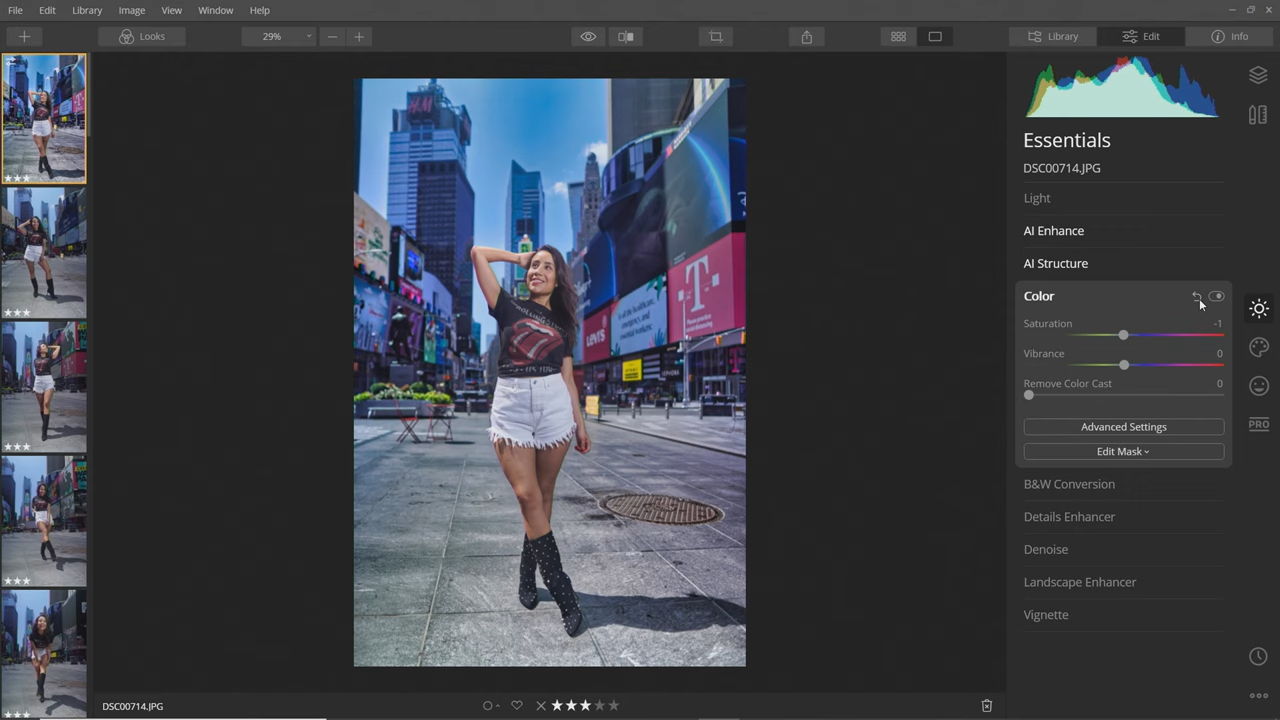 File Edit Library Image View Window Help
Looks 29% Library Edit Info
Essentials
DSC00714.JPG
Light
AI Enhance
AI Structure
Color
Saturation -1
Vibrance 0
Remove Color Cast 0
Advanced Settings
Edit Mask
B&W Conversion
Details Enhancer
Denoise
Landscape Enhancer
Vignette
PRO
H&M
T
LEVI'S
SEPHORA
DSC00714.JPG